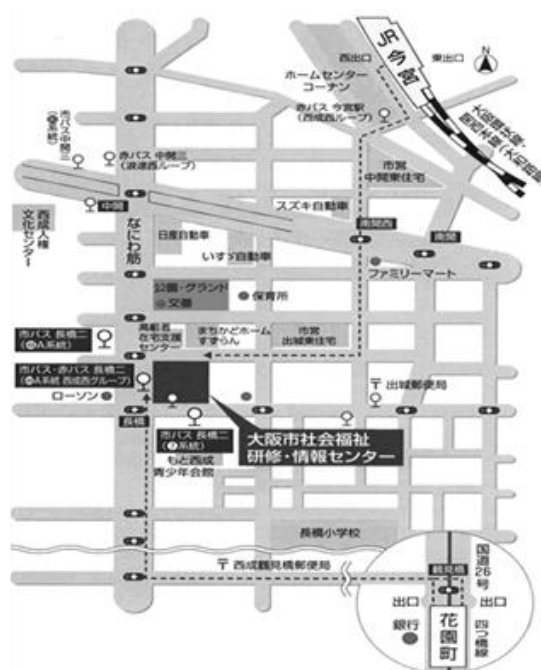 JR今宮
西出口
東出口
N
ホームセンター
コーナン
赤バス 今宮駅
(西成西ループ)
大阪環状線・
関西本線(大和路線)
市バス中開三
赤バス 中開三
(浪速西ループ)
市営
中開東住宅
スズキ自動車
中開
南開西
南開
西成人権
文化センター
なにわ筋
日産自動車
いすゞ自動車
ファミリーマート
公園・グランド
交番
保育所
市バス 長橋二
高齢者
在宅支援
センター
まちかどホーム
すずらん
市営
出城東住宅
市バス・赤バス 長橋二
ローソン
〒出城郵便局
長橋
市バス 長橋二
(⑦系統)
大阪市社会福祉
研修・情報センター
もと西成
青少年会館
長橋小学校
〒西成鶴見橋郵便局
国道26号
鶴見橋
出口
出口
銀行
花園町
四つ橋線